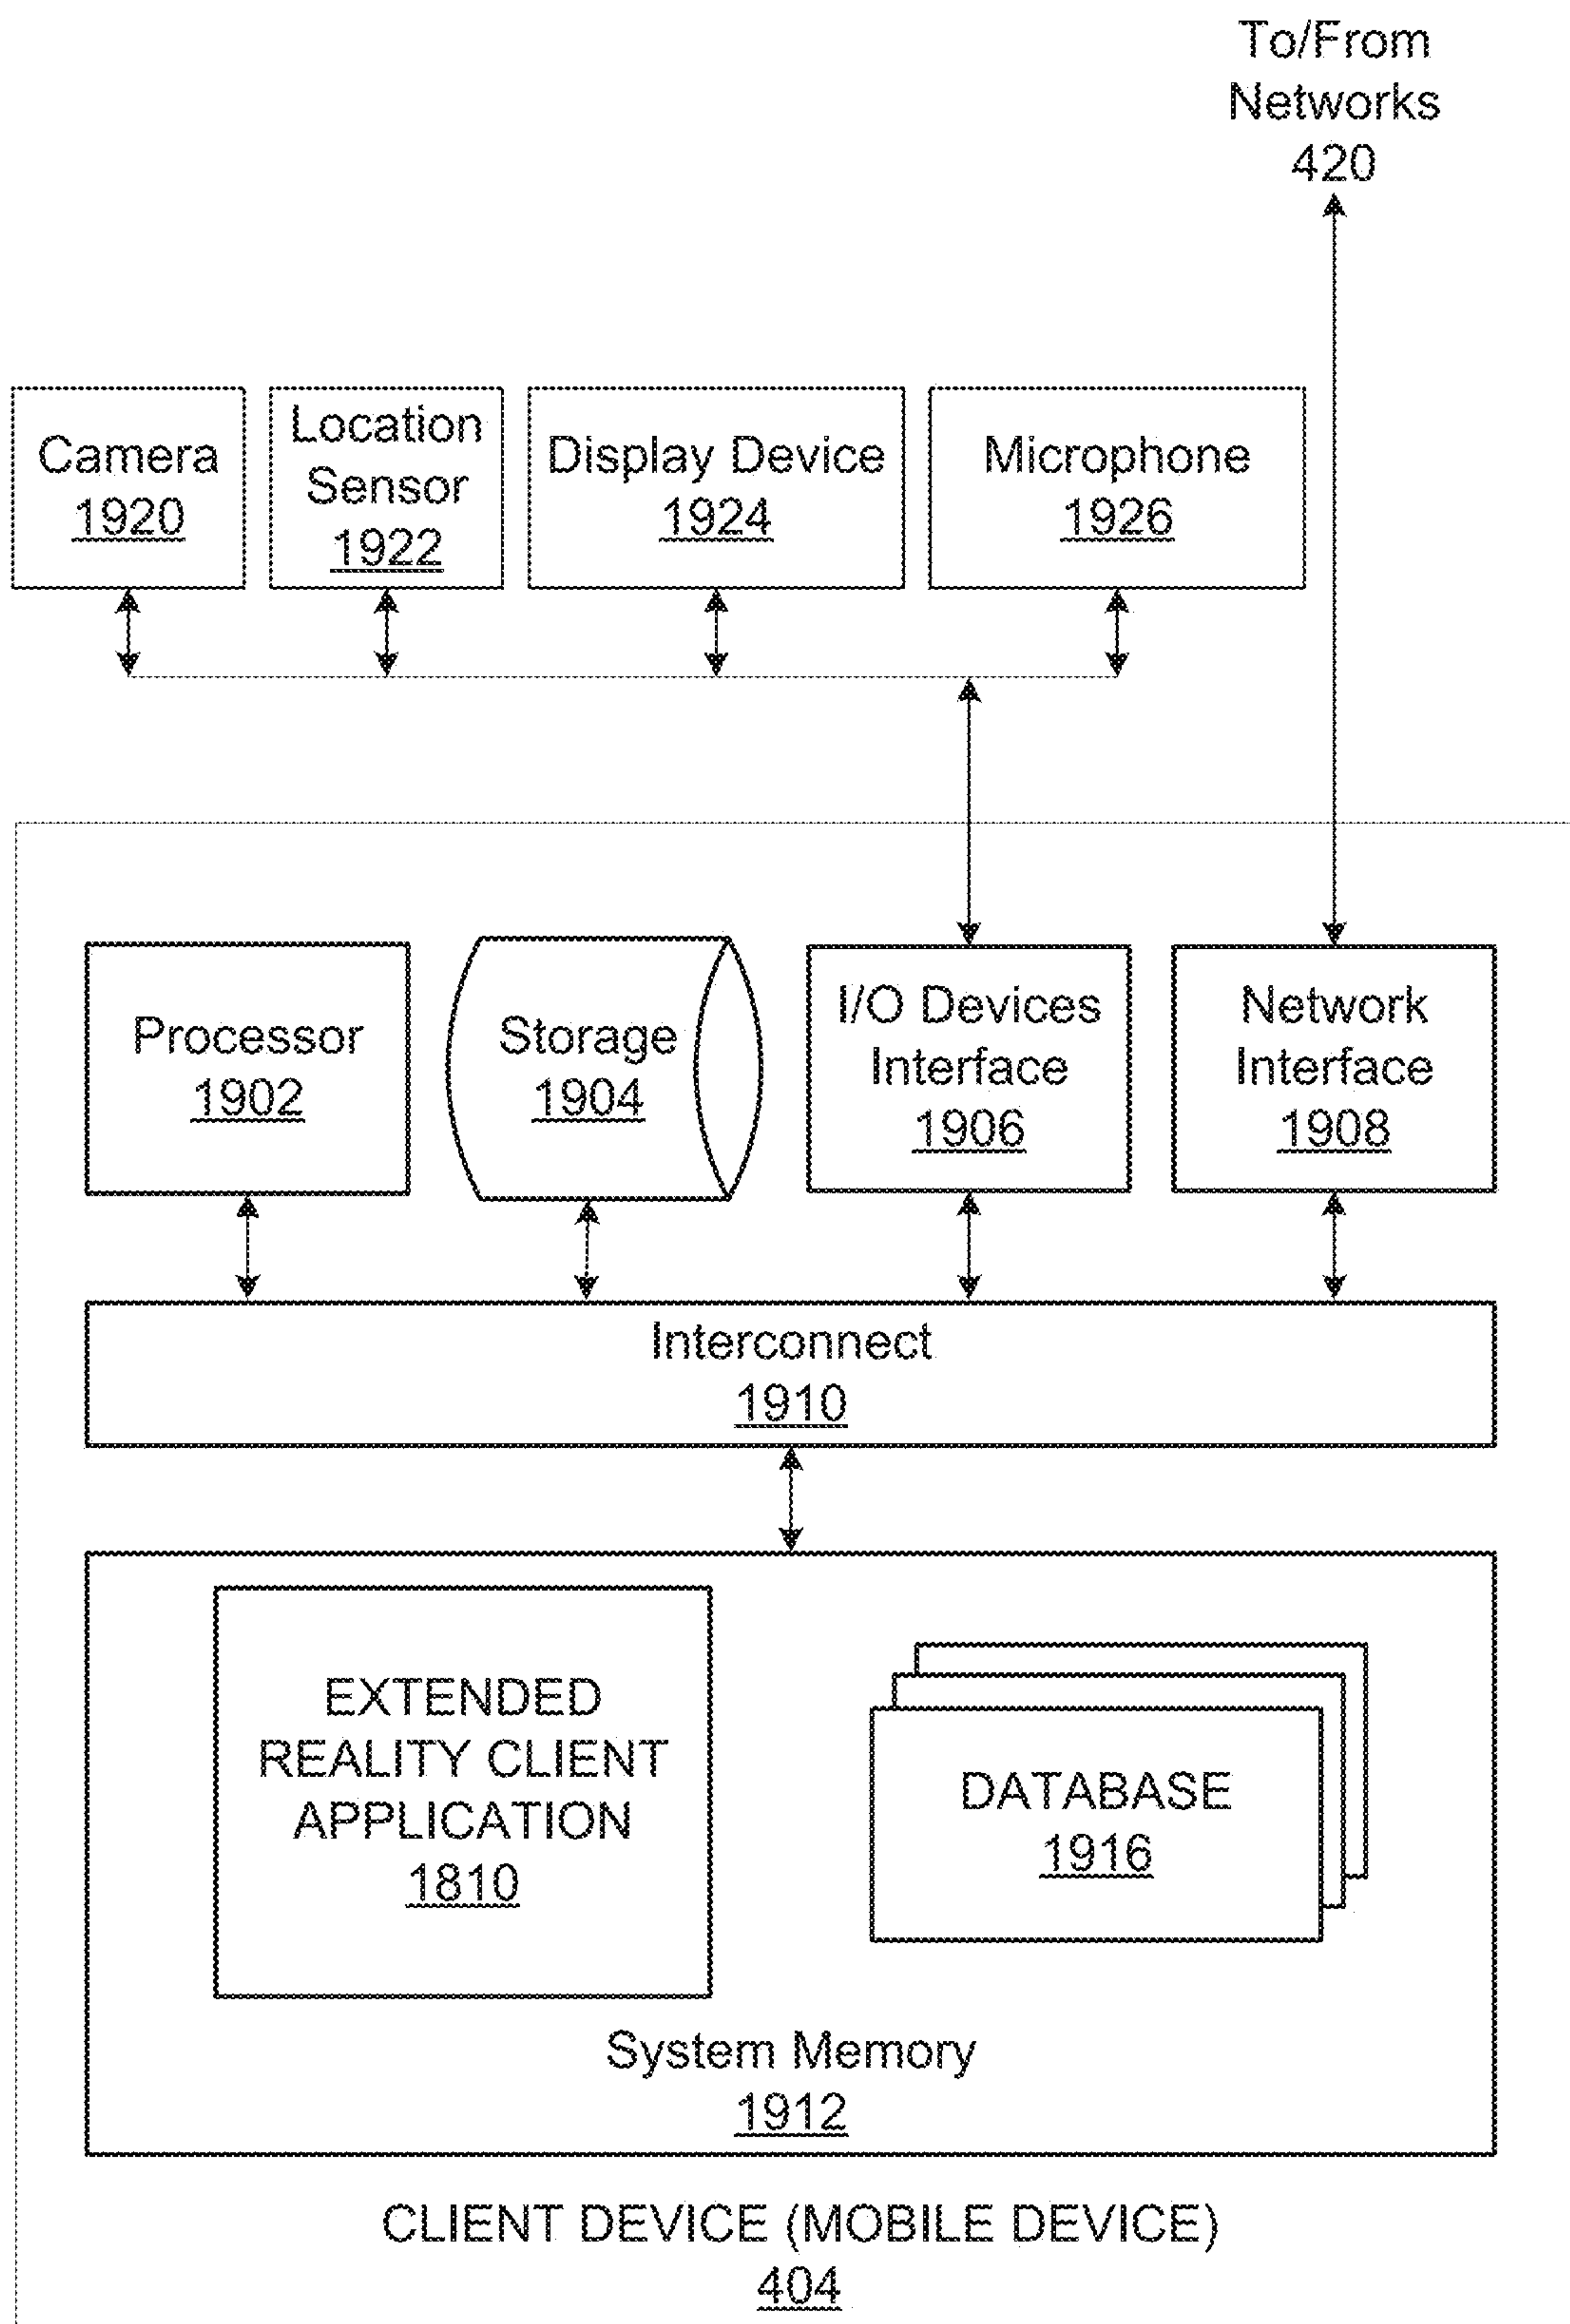 To/From
Networks
420
Camera
1920
Location
Sensor
1922
Display Device
1924
Microphone
1926
Processor
1902
Storage
1904
I/O Devices
Interface
1906
Network
Interface
1908
Interconnect
1910
EXTENDED
REALITY CLIENT
APPLICATION
1810
DATABASE
1916
System Memory
1912
CLIENT DEVICE (MOBILE DEVICE)
404